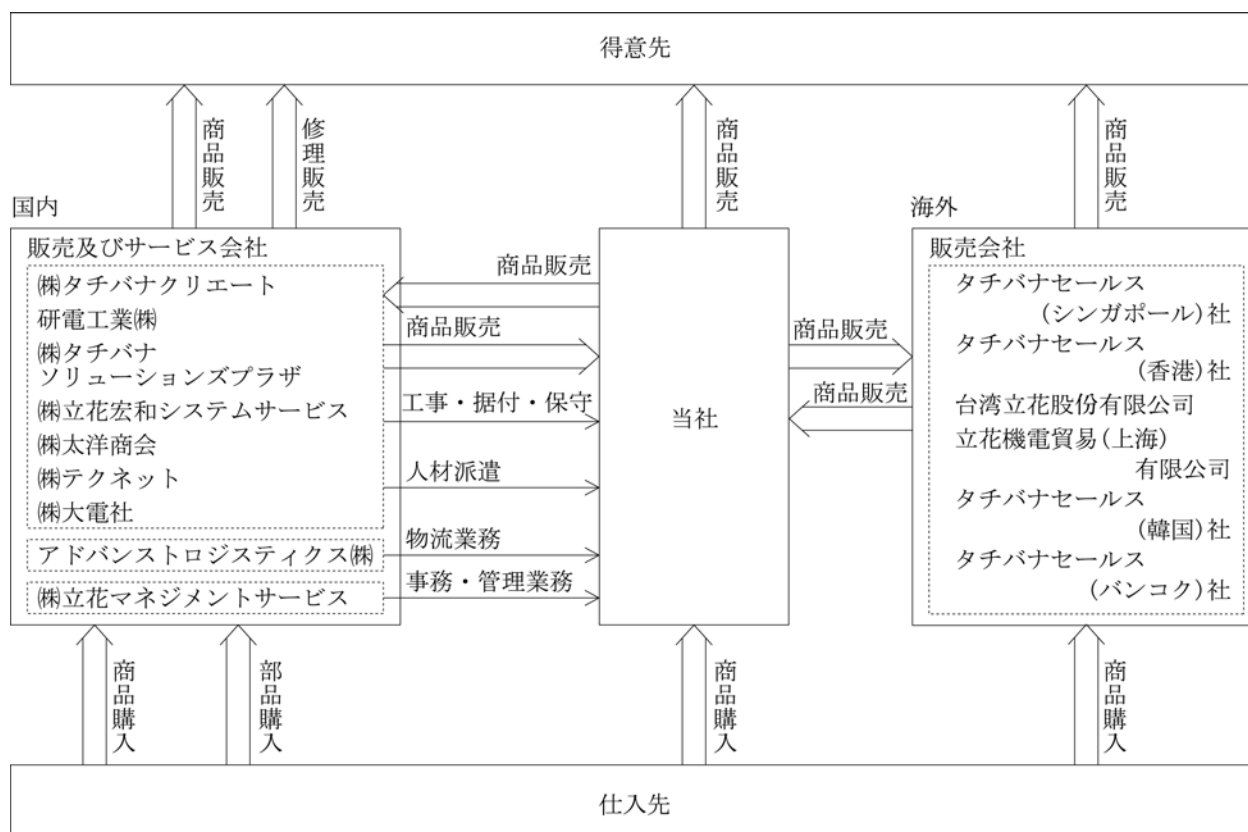 得意先
商品販売
修理販売
商品販売
商品販売
国内
海外
販売及びサービス会社
㈱タチバナクリエート
研電工業㈱
㈱タチバナ
ソリューションズプラザ
㈱立花宏和システムサービス
㈱太洋商会
㈱テクネット
㈱大電社
アドバンストロジスティクス㈱
㈱立花マネジメントサービス
商品販売
商品販売
工事・据付・保守
人材派遣
物流業務
事務・管理業務
当社
商品販売
商品販売
販売会社
タチバナセールス
(シンガポール)社
タチバナセールス
(香港)社
台湾立花股份有限公司
立花機電貿易(上海)
有限公司
タチバナセールス
(韓国)社
タチバナセールス
(バンコク)社
商品購入
部品購入
商品購入
商品購入
仕入先